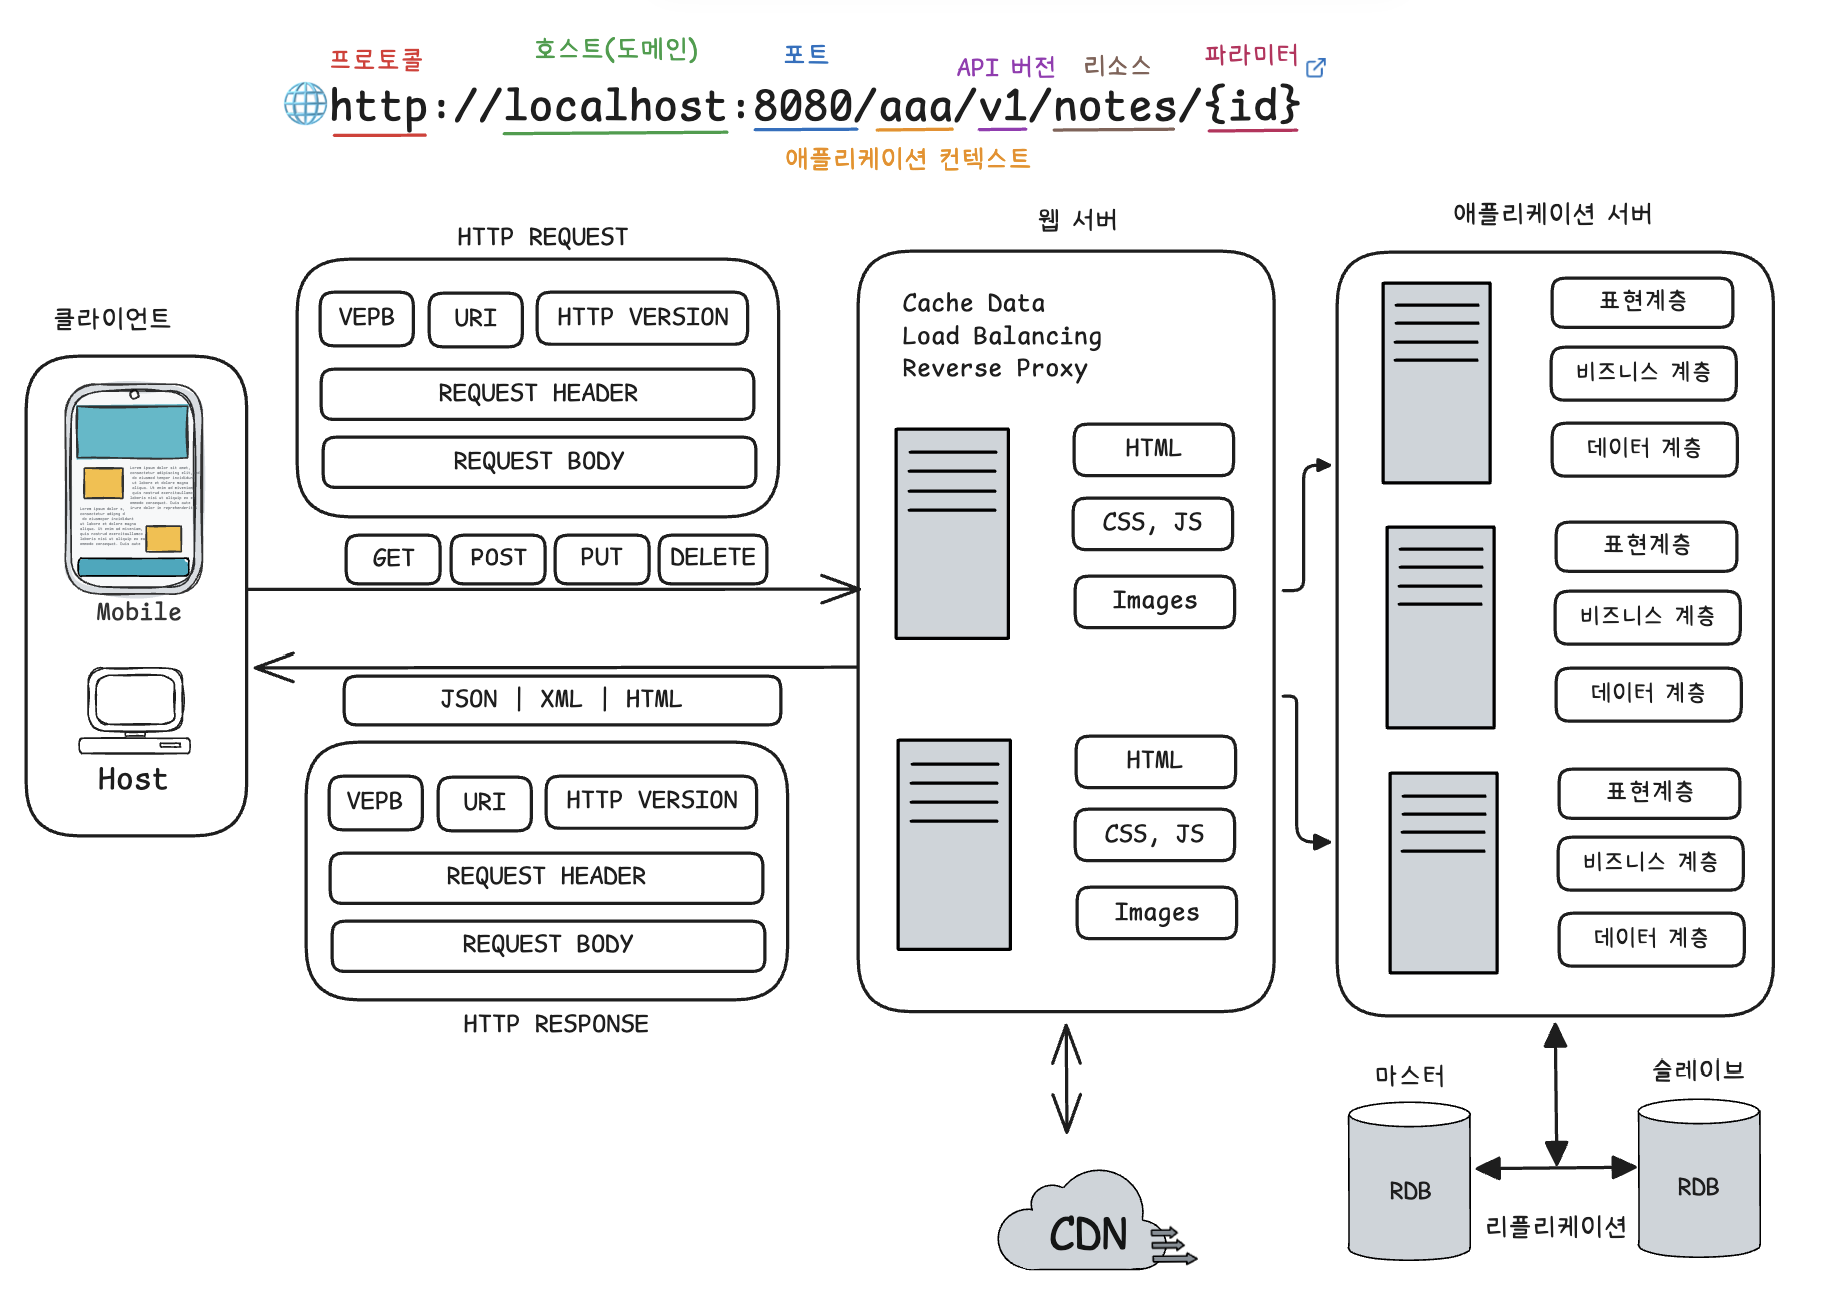 프로토콜
호스트(도메인)
포트
API 버전
리소스
파라미터
http://localhost:8080/aaa/v1/notes/{id}
애플리케이션 컨텍스트
클라이언트
Mobile
Host
HTTP REQUEST
VEPB
URI
HTTP VERSION
REQUEST HEADER
REQUEST BODY
GET
POST
PUT
DELETE
JSON | XML | HTML
VEPB
URI
HTTP VERSION
REQUEST HEADER
REQUEST BODY
HTTP RESPONSE
웹 서버
Cache Data
Load Balancing
Reverse Proxy
HTML
CSS, JS
Images
HTML
CSS, JS
Images
CDN
애플리케이션 서버
표현계층
비즈니스 계층
데이터 계층
표현계층
비즈니스 계층
데이터 계층
표현계층
비즈니스 계층
데이터 계층
마스터
슬레이브
RDB
RDB
리플리케이션